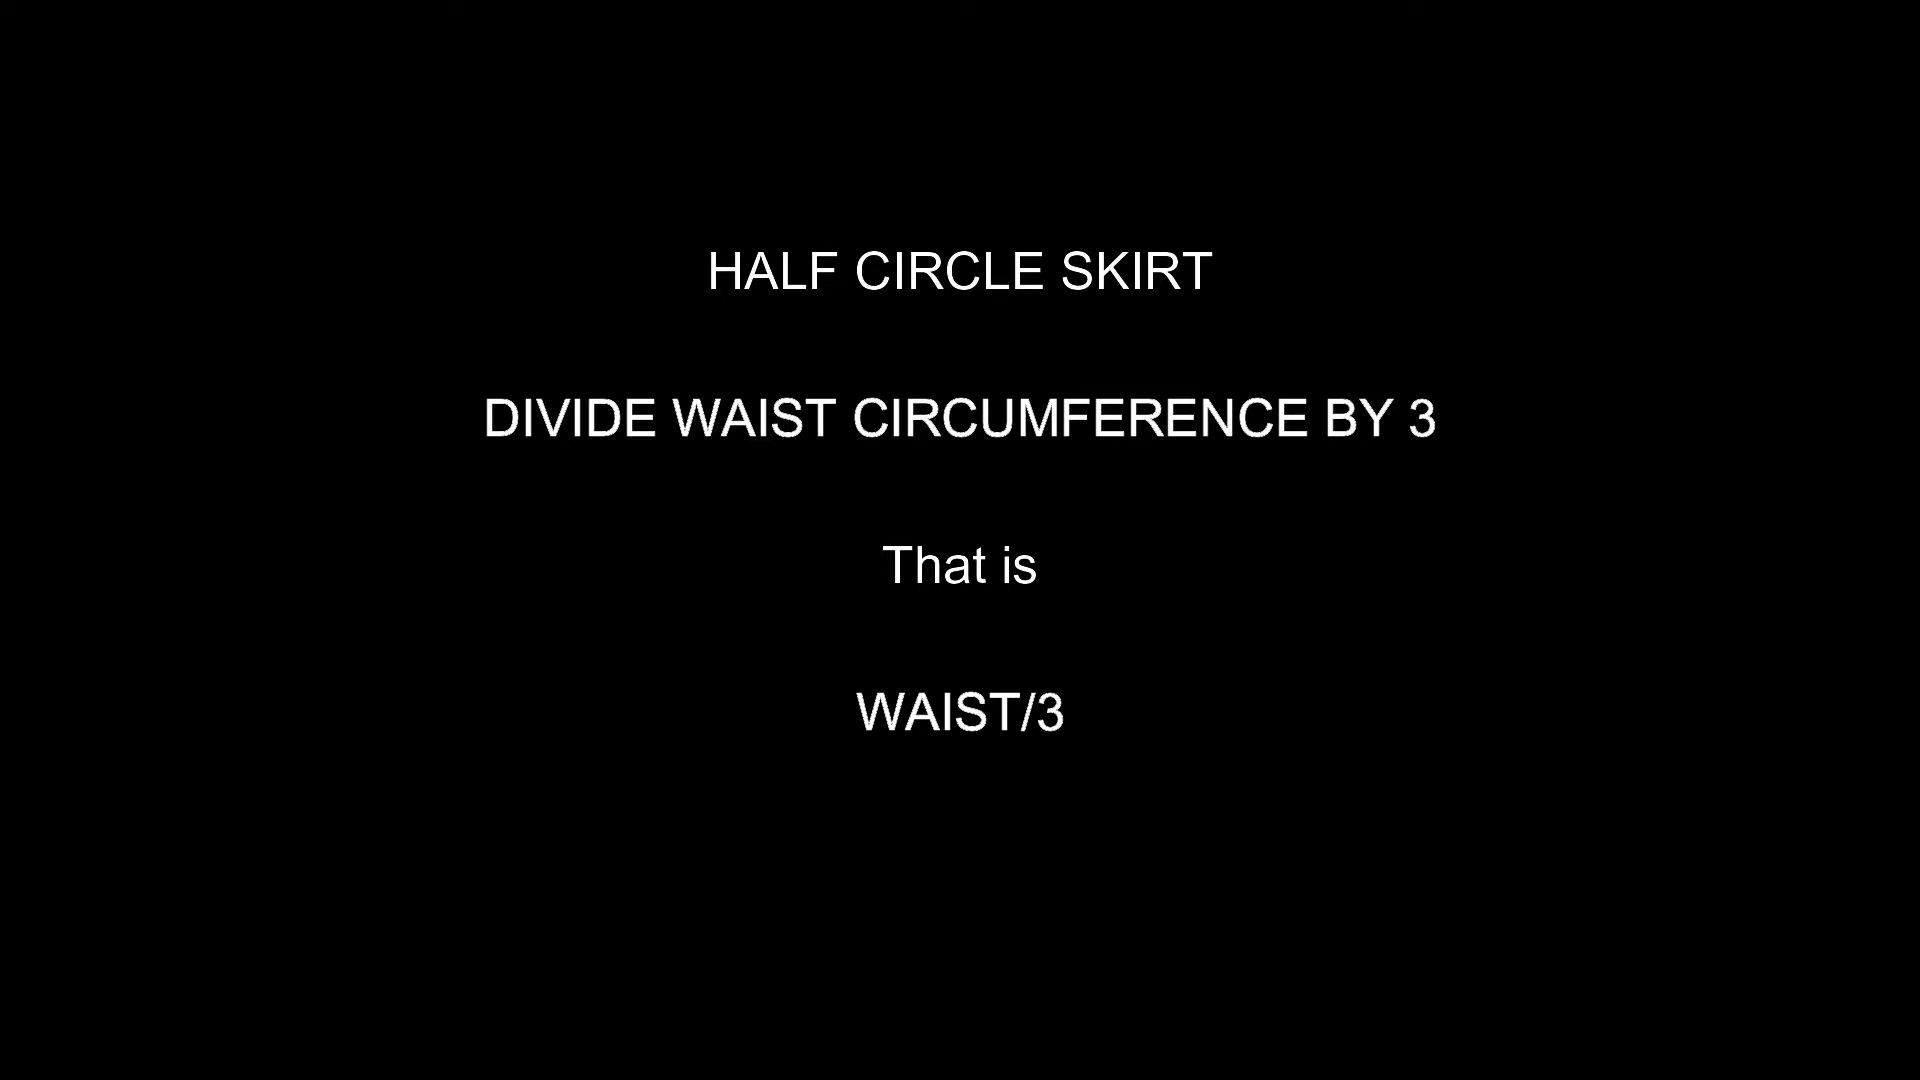 HALF CIRCLE SKIRT
DIVIDE WAIST CIRCUMFERENCE BY 3
That is
WAIST/3